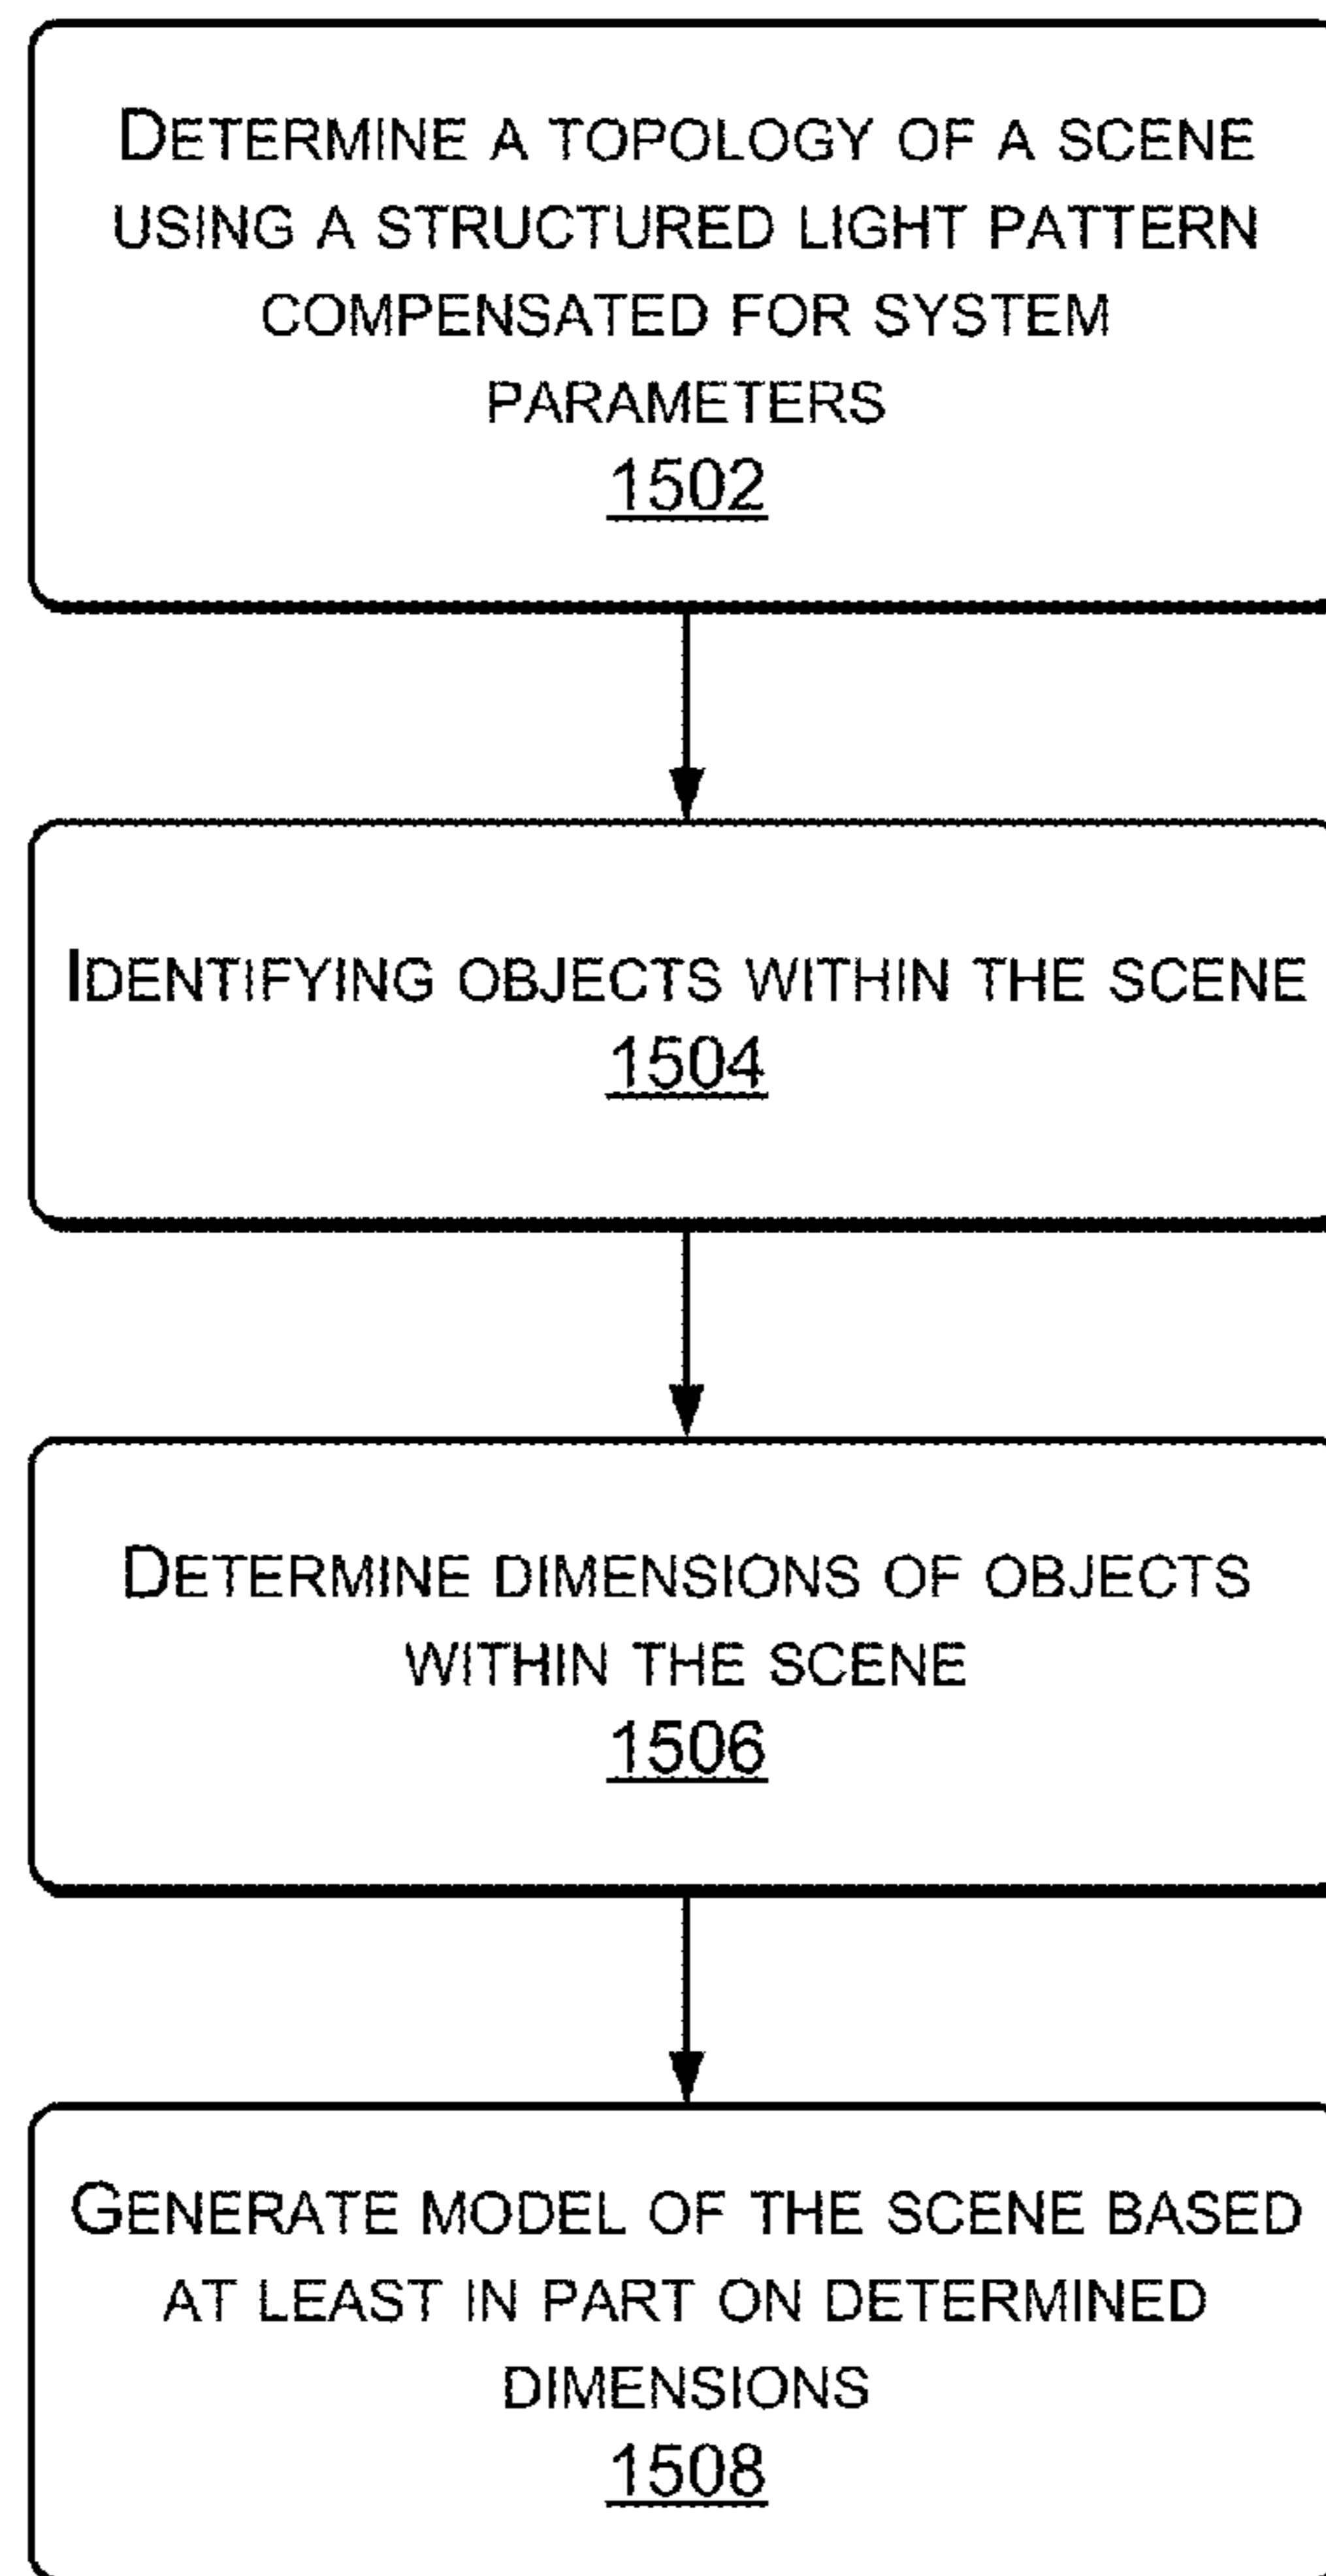 DETERMINE A TOPOLOGY OF A SCENE
USING A STRUCTURED LIGHT PATTERN
COMPENSATED FOR SYSTEM
PARAMETERS
1502
IDENTIFYING OBJECTS WITHIN THE SCENE
1504
DETERMINE DIMENSIONS OF OBJECTS
WITHIN THE SCENE
1506
GENERATE MODEL OF THE SCENE BASED
AT LEAST IN PART ON DETERMINED
DIMENSIONS
1508